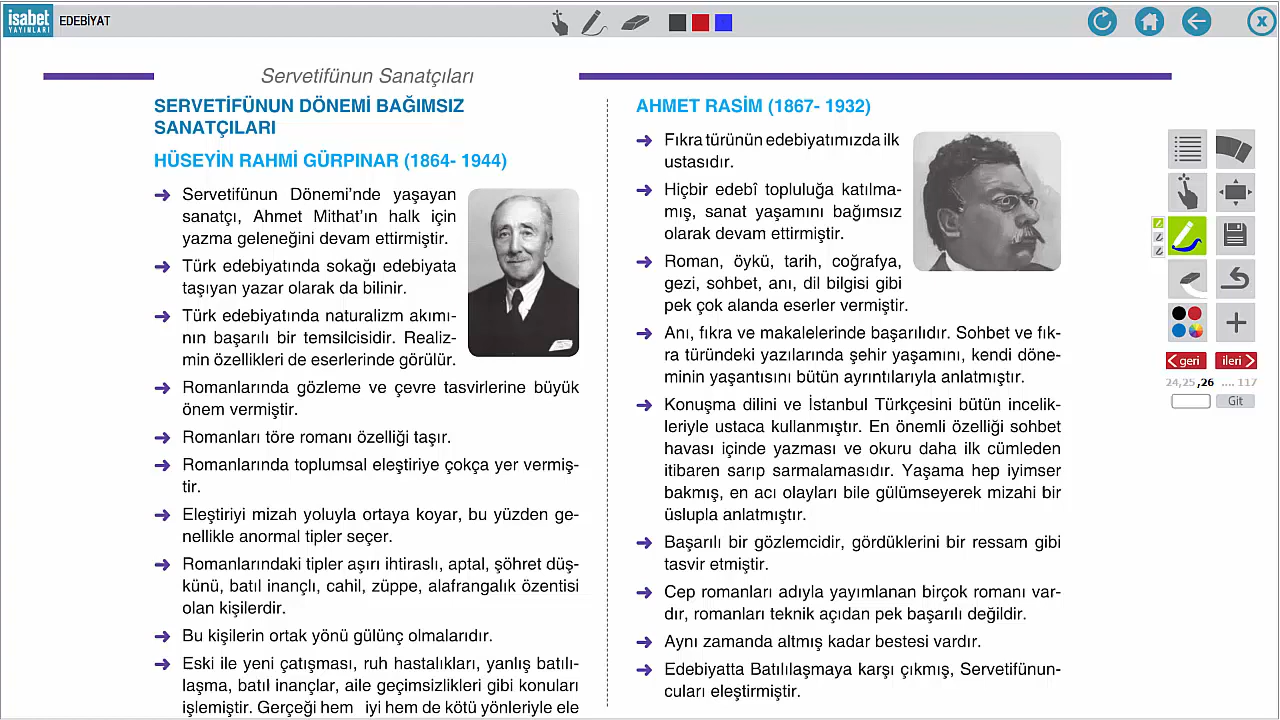 isabet
YAYINLARI
EDEBİYAT
Servetifünun Sanatçıları
SERVETİFÜNUN DÖNEMİ BAĞIMSIZ
SANATÇILARI
HÜSEYİN RAHMİ GÜRPINAR (1864- 1944)
Servetifünun Dönemi’nde yaşayan
sanatçı, Ahmet Mithat’ın halk için
yazma geleneğini devam ettirmiştir.
Türk edebiyatında sokağı edebiyata
taşıyan yazar olarak da bilinir.
Türk edebiyatında naturalizm akımı-
nın başarılı bir temsilcisidir. Realiz-
min özellikleri de eserlerinde görülür.
Romanlarında gözleme ve çevre tasvirlerine büyük
önem vermiştir.
Romanları töre romanı özelliği taşır.
Romanlarında toplumsal eleştiriye çokça yer vermiş-
tir.
Eleştiriyi mizah yoluyla ortaya koyar, bu yüzden ge-
nellikle anormal tipler seçer.
Romanlarındaki tipler aşırı ihtiraslı, aptal, şöhret düş-
künü, batıl inançlı, cahil, züppe, alafrangalık özentisi
olan kişilerdir.
Bu kişilerin ortak yönü gülünç olmalarıdır.
Eski ile yeni çatışması, ruh hastalıkları, yanlış batılı-
laşma, batıl inançlar, aile geçimsizlikleri gibi konuları
işlemiştir. Gerçeği hem iyi hem de kötü yönleriyle ele
AHMET RASİM (1867- 1932)
Fıkra türünün edebiyatımızda ilk
ustasıdır.
Hiçbir edebî topluluğa katılma-
mış, sanat yaşamını bağımsız
olarak devam ettirmiştir.
Roman, öykü, tarih, coğrafya,
gezi, sohbet, anı, dil bilgisi gibi
pek çok alanda eserler vermiştir.
Anı, fıkra ve makalelerinde başarılıdır. Sohbet ve fık-
ra türündeki yazılarında şehir yaşamını, kendi döne-
minin yaşantısını bütün ayrıntılarıyla anlatmıştır.
Konuşma dilini ve İstanbul Türkçesini bütün incelik-
leriyle ustaca kullanmıştır. En önemli özelliği sohbet
havası içinde yazması ve okuru daha ilk cümleden
itibaren sarıp sarmalamasıdır. Yaşama hep iyimser
bakmış, en acı olayları bile gülümseyerek mizahi bir
üslupla anlatmıştır.
Başarılı bir gözlemcidir, gördüklerini bir ressam gibi
tasvir etmiştir.
Cep romanları adıyla yayımlanan birçok romanı var-
dır, romanları teknik açıdan pek başarılı değildir.
Aynı zamanda altmış kadar bestesi vardır.
Edebiyatta Batılılaşmaya karşı çıkmış, Servetifünun-
cuları eleştirmiştir.
geri ileri
24,25,26 .... 117
Git